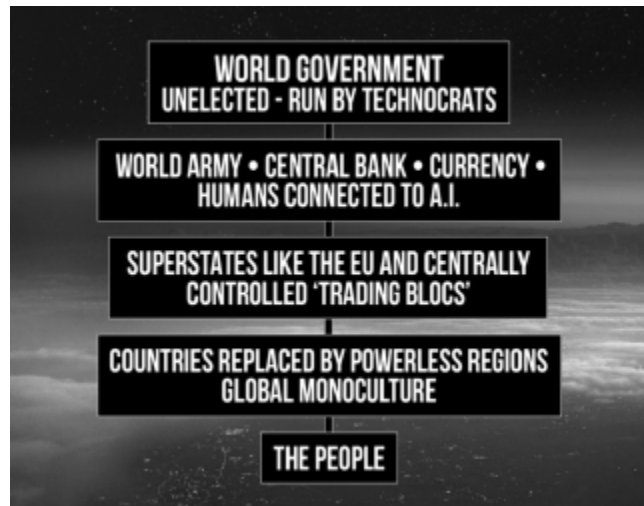 WORLD GOVERNMENT
UNELECTED - RUN BY TECHNOCRATS
WORLD ARMY • CENTRAL BANK • CURRENCY •
HUMANS CONNECTED TO A.I.
SUPERSTATES LIKE THE EU AND CENTRALLY
CONTROLLED ‘TRADING BLOCS’
COUNTRIES REPLACED BY POWERLESS REGIONS
GLOBAL MONOCULTURE
THE PEOPLE